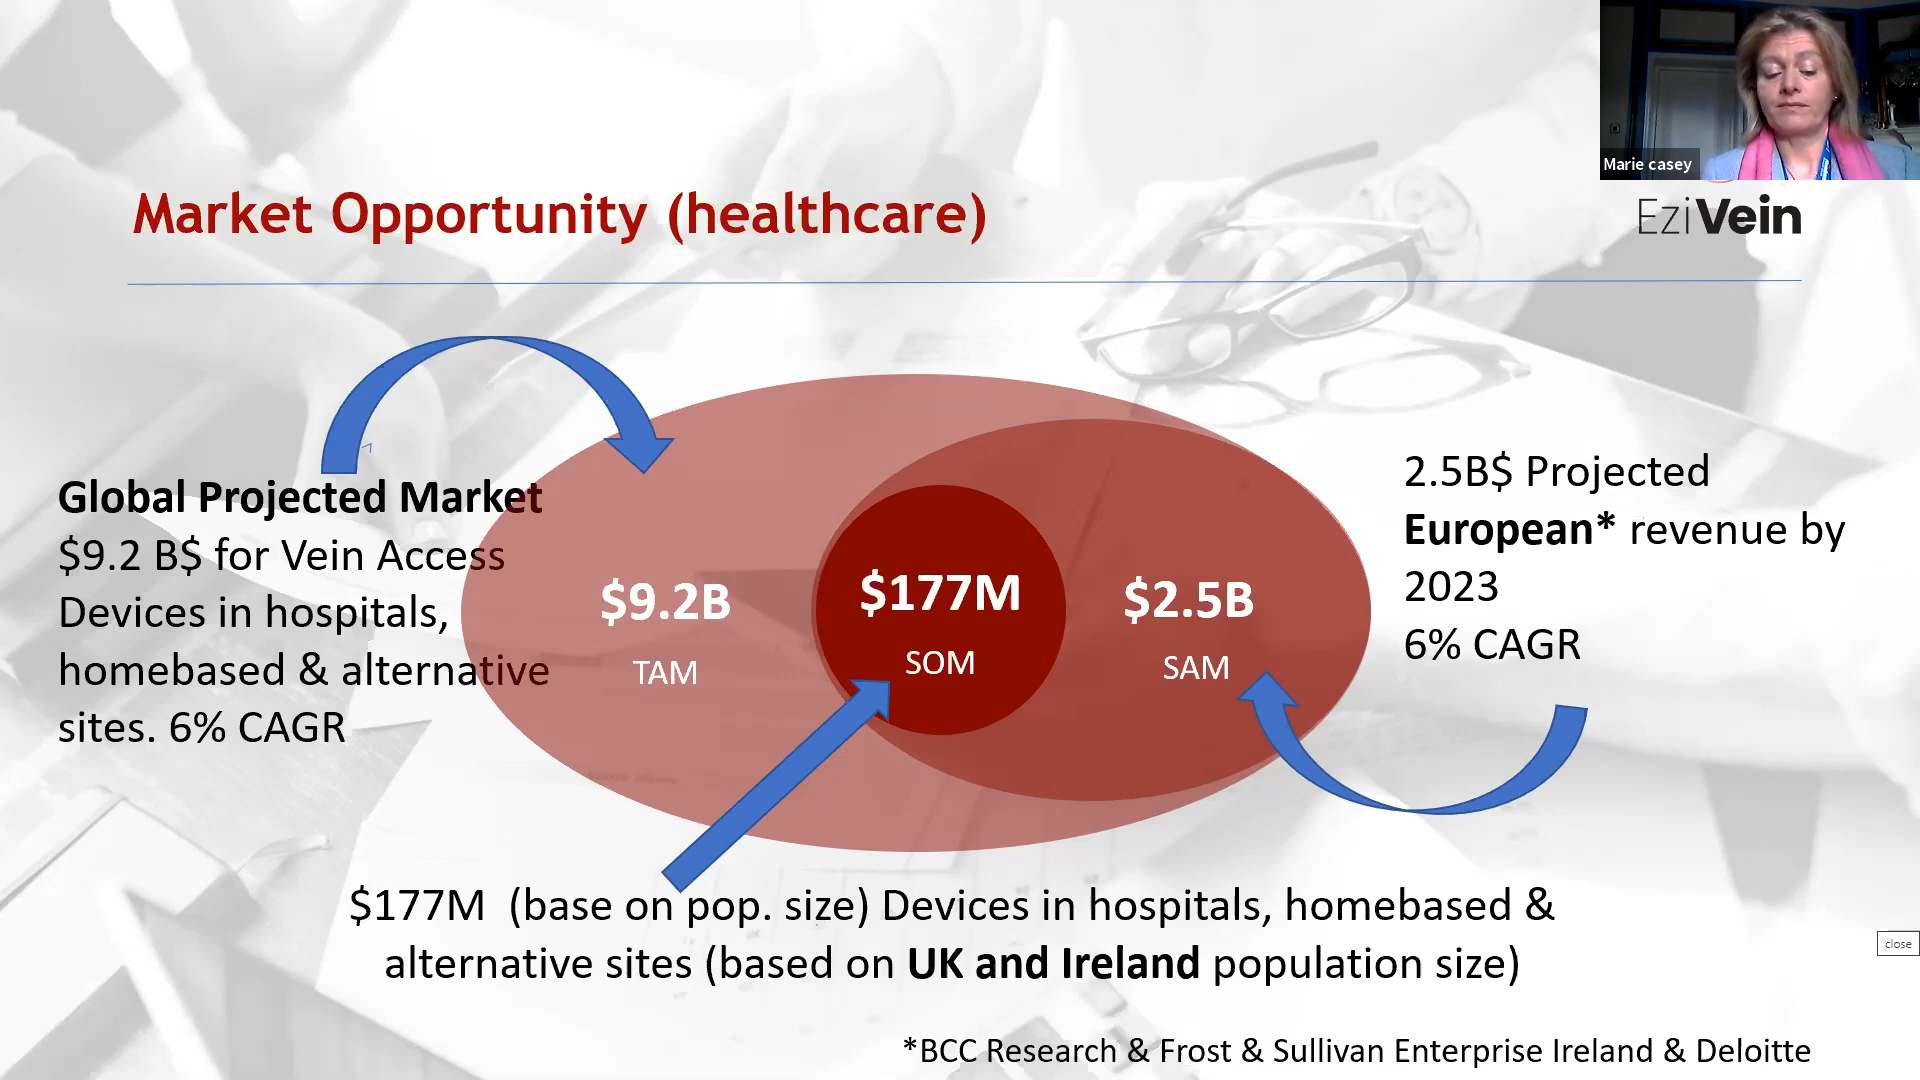 Marie casey
EziVein
Market Opportunity (healthcare)
Global Projected Market
$9.2 B$ for Vein Access
Devices in hospitals,
homebased & alternative
sites. 6% CAGR
$9.2B
TAM
$177M
SOM
$2.5B
SAM
2.5B$ Projected
European* revenue by
2023
6% CAGR
$177M (base on pop. size) Devices in hospitals, homebased &
alternative sites (based on UK and Ireland population size)
close
*BCC Research & Frost & Sullivan Enterprise Ireland & Deloitte